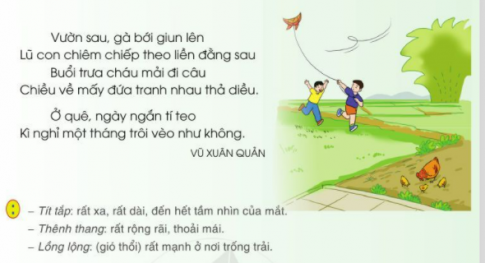 Vườn sau, gà bới giun lên
Lũ con chiêm chiếp theo liền đằng sau
Buổi trưa cháu mải đi câu
Chiều về mấy đứa tranh nhau thả diều.
Ở quê, ngày ngắn tí teo
Kì nghỉ một tháng trôi vèo như không.
VŨ XUÂN QUẢN
– Tít tắp: rất xa, rất dài, đến hết tầm nhìn của mắt.
– Thênh thang: rất rộng rãi, thoải mái.
– Lồng lộng: (gió thổi) rất mạnh ở nơi trống trải.